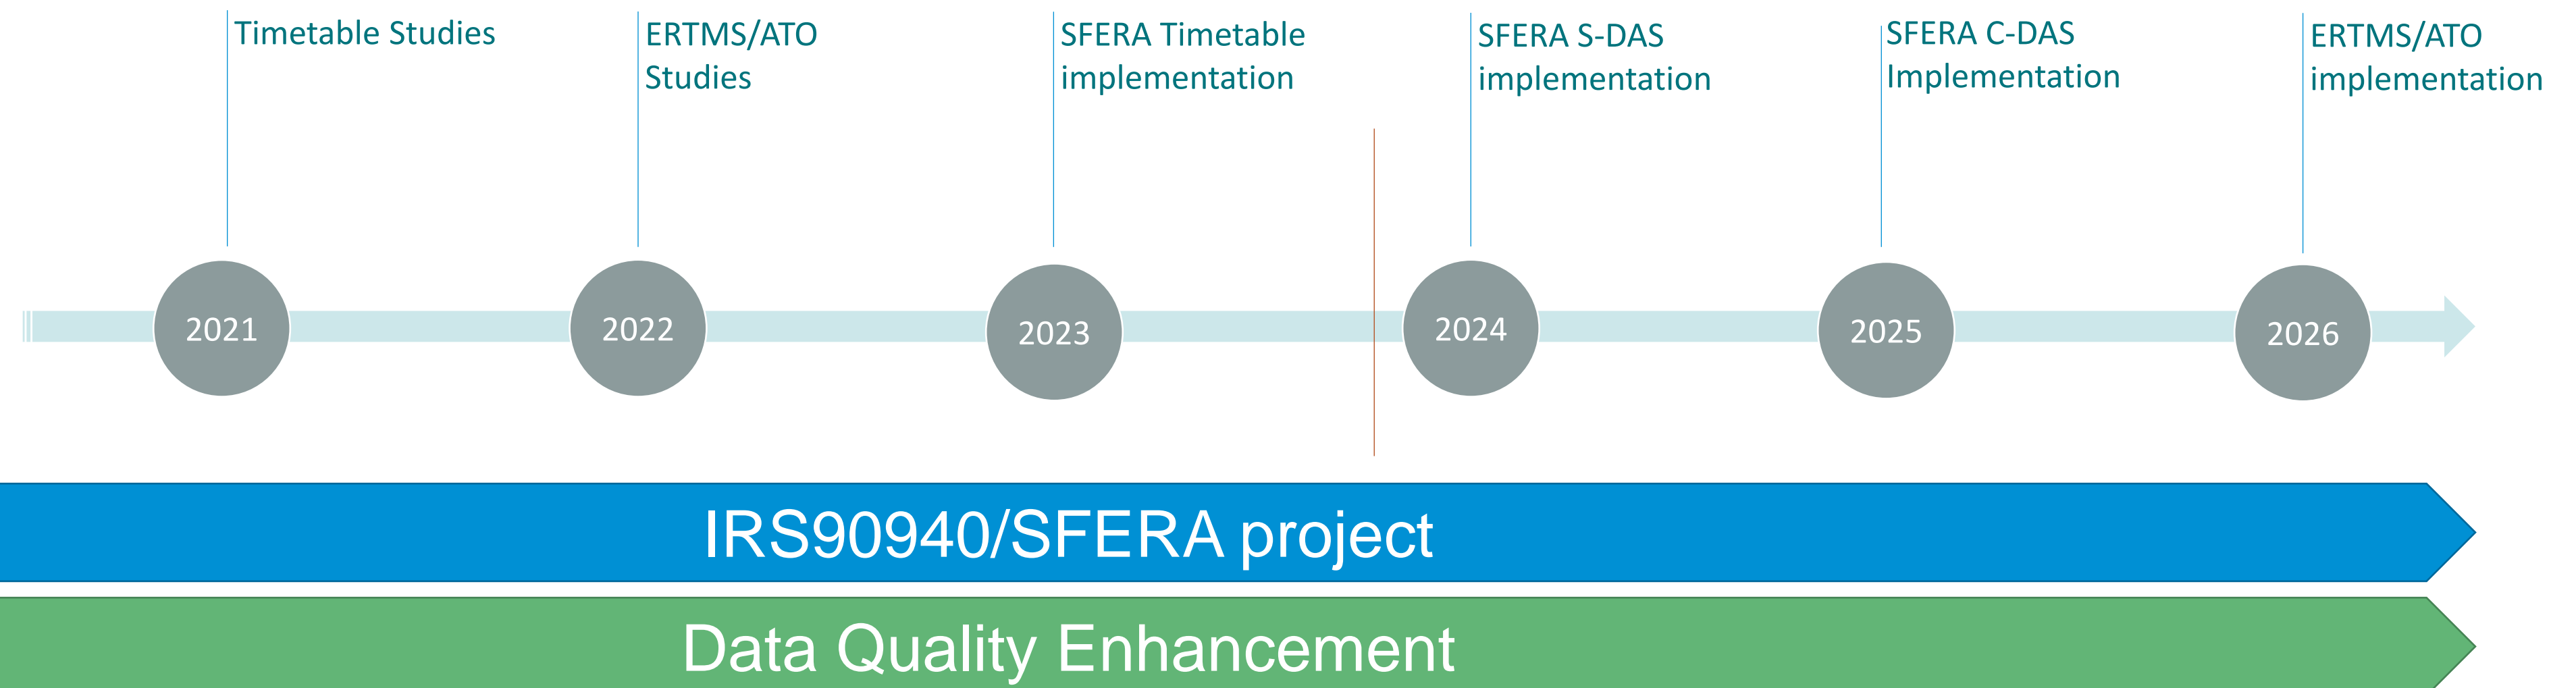 Timetable Studies
ERTMS/ATO
Studies
SFERA Timetable
implementation
SFERA S-DAS
implementation
SFERA C-DAS
Implementation
ERTMS/ATO
implementation
2021
2022
2023
2024
2025
2026
IRS90940/SFERA project
Data Quality Enhancement